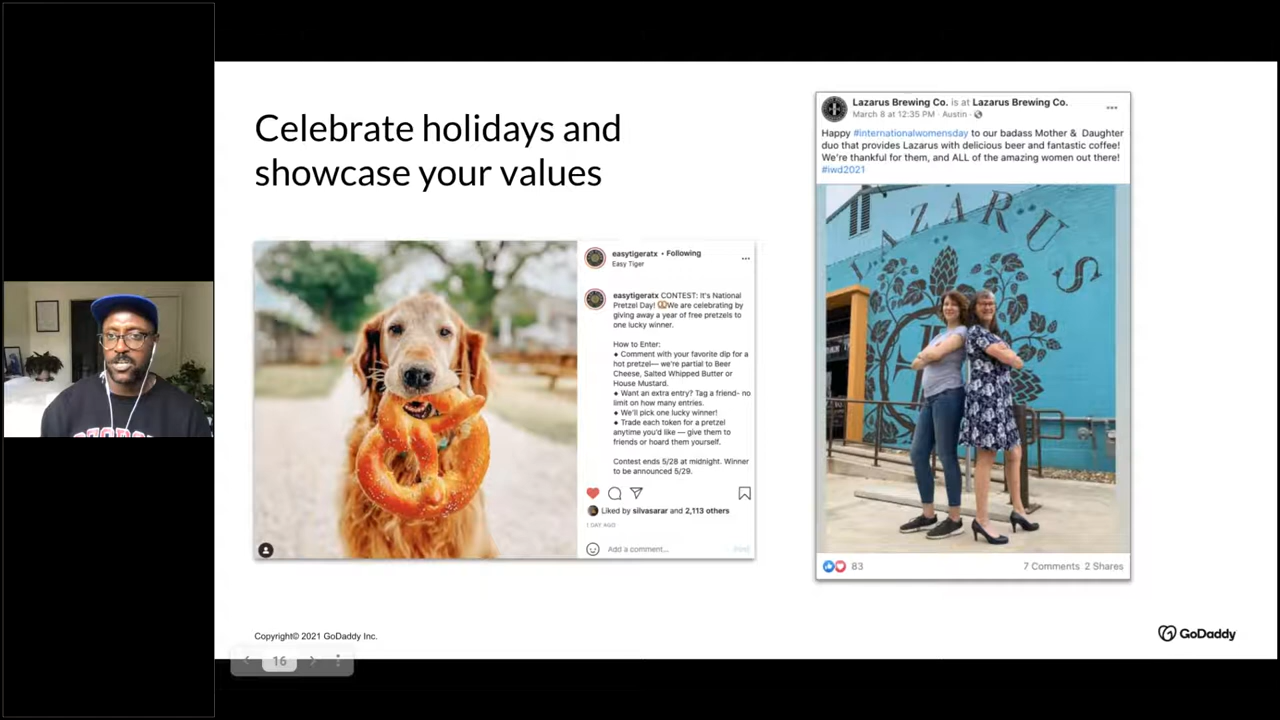 Celebrate holidays and
showcase your values
easytigeratx • Following
Easy Tiger
easytigeratx CONTEST: It's National
Pretzel Day! 🥨We are celebrating by
giving away a year of free pretzels to
one lucky winner.
How to Enter:
• Comment with your favorite dip for a
hot pretzel— we're partial to Beer
Cheese, Salted Whipped Butter or
House Mustard.
• Want an extra entry? Tag a friend- no
limit on how many entries.
• We'll pick one lucky winner!
• Trade each token for a pretzel
anytime you'd like — give them to
friends or hoard them yourself.
Contest ends 5/28 at midnight. Winner
to be announced 5/29.
Liked by silvasarar and 2,113 others
1 DAY AGO
Add a comment...
Post
Lazarus Brewing Co. is at Lazarus Brewing Co.
March 8 at 12:35 PM · Austin ·
Happy #internationalwomensday to our badass Mother & Daughter
duo that provides Lazarus with delicious beer and fantastic coffee!
We're thankful for them, and ALL of the amazing women out there!
#iwd2021
LAZARUS
83
7 Comments 2 Shares
Copyright© 2021 GoDaddy Inc.
GoDaddy
16